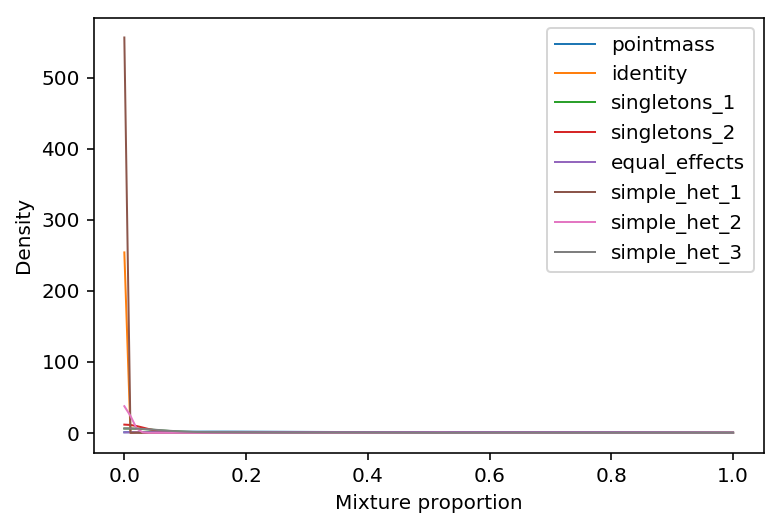 pointmass
identity
singletons_1
singletons_2
equal_effects
simple_het_1
simple_het_2
simple_het_3
Density
500
400
300
200
100
0
0.0 0.2 0.4 0.6 0.8 1.0
Mixture proportion